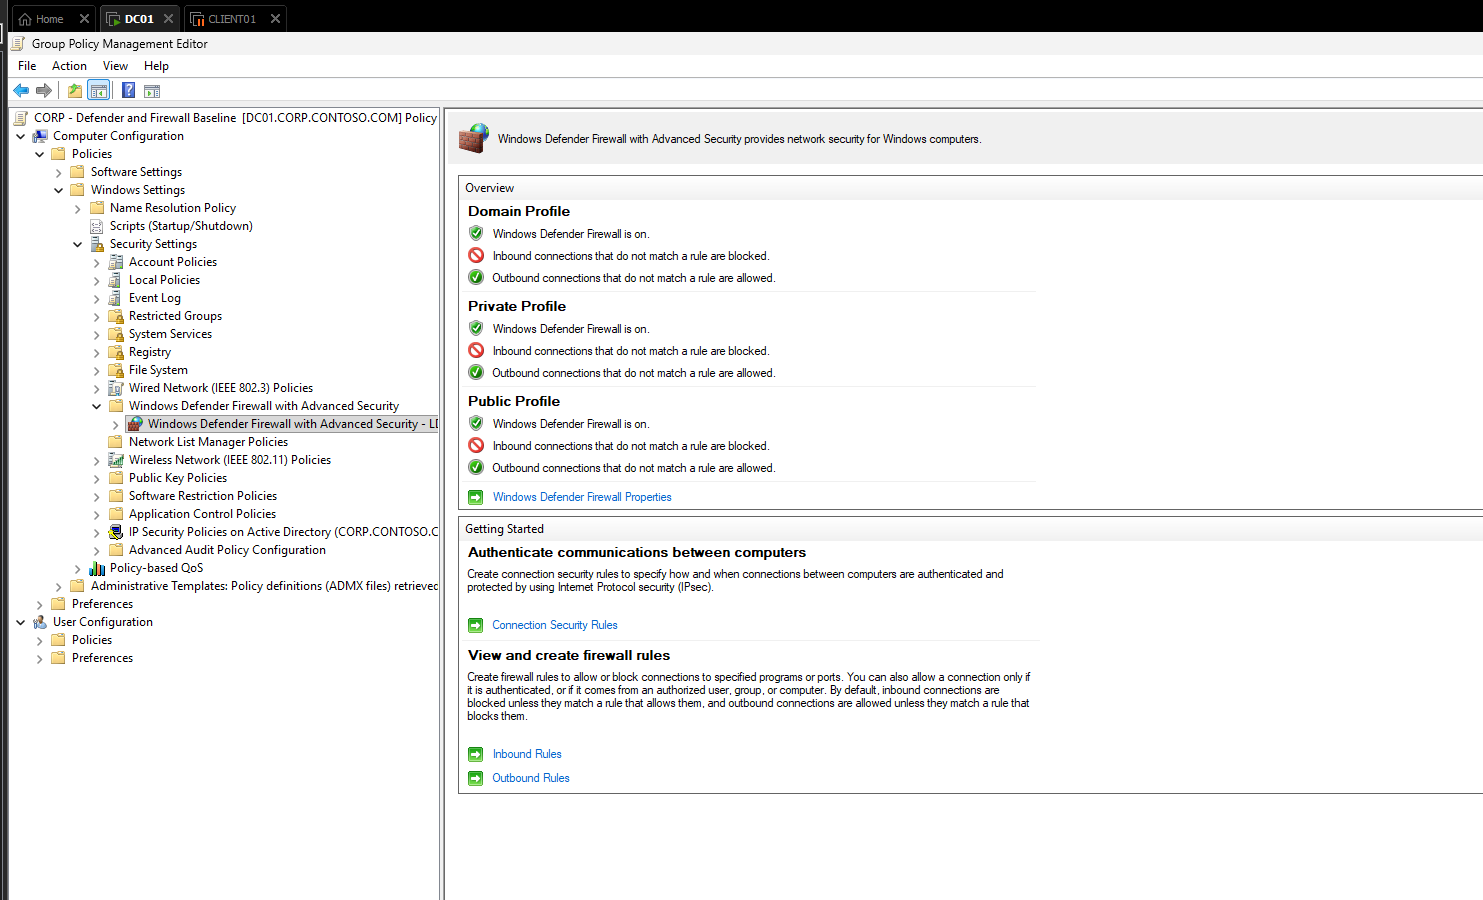 Home
DC01
CLIENT01
Group Policy Management Editor
File Action View Help
CORP - Defender and Firewall Baseline [DC01.CORP.CONTOSO.COM] Policy
Computer Configuration
Policies
Software Settings
Windows Settings
Name Resolution Policy
Scripts (Startup/Shutdown)
Security Settings
Account Policies
Local Policies
Event Log
Restricted Groups
System Services
Registry
File System
Wired Network (IEEE 802.3) Policies
Windows Defender Firewall with Advanced Security
Windows Defender Firewall with Advanced Security - LD
Network List Manager Policies
Wireless Network (IEEE 802.11) Policies
Public Key Policies
Software Restriction Policies
Application Control Policies
IP Security Policies on Active Directory (CORP.CONTOSO.C
Advanced Audit Policy Configuration
Policy-based QoS
Administrative Templates: Policy definitions (ADMX files) retrieved
Preferences
User Configuration
Policies
Preferences
Windows Defender Firewall with Advanced Security provides network security for Windows computers.
Overview
Domain Profile
Windows Defender Firewall is on.
Inbound connections that do not match a rule are blocked.
Outbound connections that do not match a rule are allowed.
Private Profile
Windows Defender Firewall is on.
Inbound connections that do not match a rule are blocked.
Outbound connections that do not match a rule are allowed.
Public Profile
Windows Defender Firewall is on.
Inbound connections that do not match a rule are blocked.
Outbound connections that do not match a rule are allowed.
Windows Defender Firewall Properties
Getting Started
Authenticate communications between computers
Create connection security rules to specify how and when connections between computers are authenticated and
protected by using Internet Protocol security (IPsec).
Connection Security Rules
View and create firewall rules
Create firewall rules to allow or block connections to specified programs or ports. You can also allow a connection only if
it is authenticated, or if it comes from an authorized user, group, or computer. By default, inbound connections are
blocked unless they match a rule that allows them, and outbound connections are allowed unless they match a rule that
blocks them.
Inbound Rules
Outbound Rules